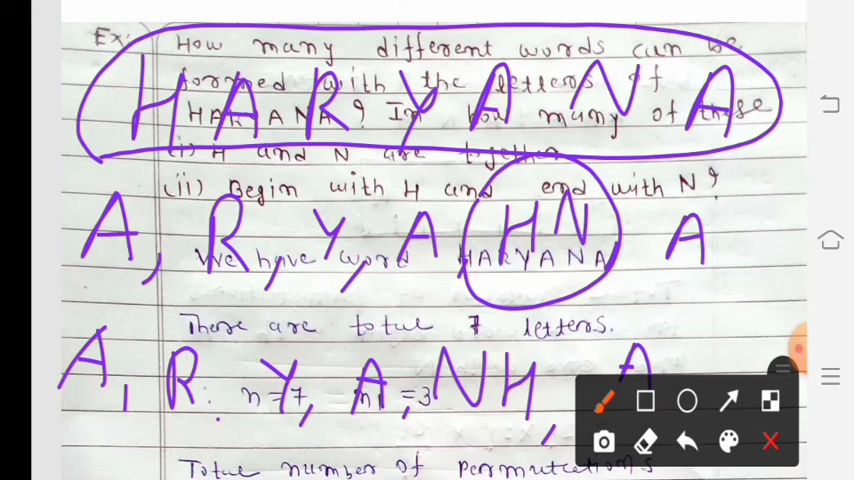 Ex: How many different words can be
formed with the letters of
HARYANA
HARYANA? In how many of these
(i) H and N are together
(ii) Begin with H and end with N?
A, R, Y, A HN A
We have word HARYANA
There are total 7 letters.
A, R, Y, A, NH, A
n=7, n1=3
Total number of permutations